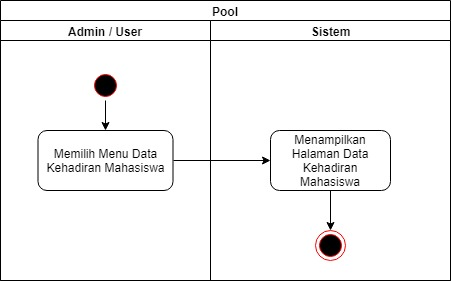 Pool
Admin / User
Sistem
Memilih Menu Data
Kehadiran Mahasiswa
Menampilkan
Halaman Data
Kehadiran
Mahasiswa